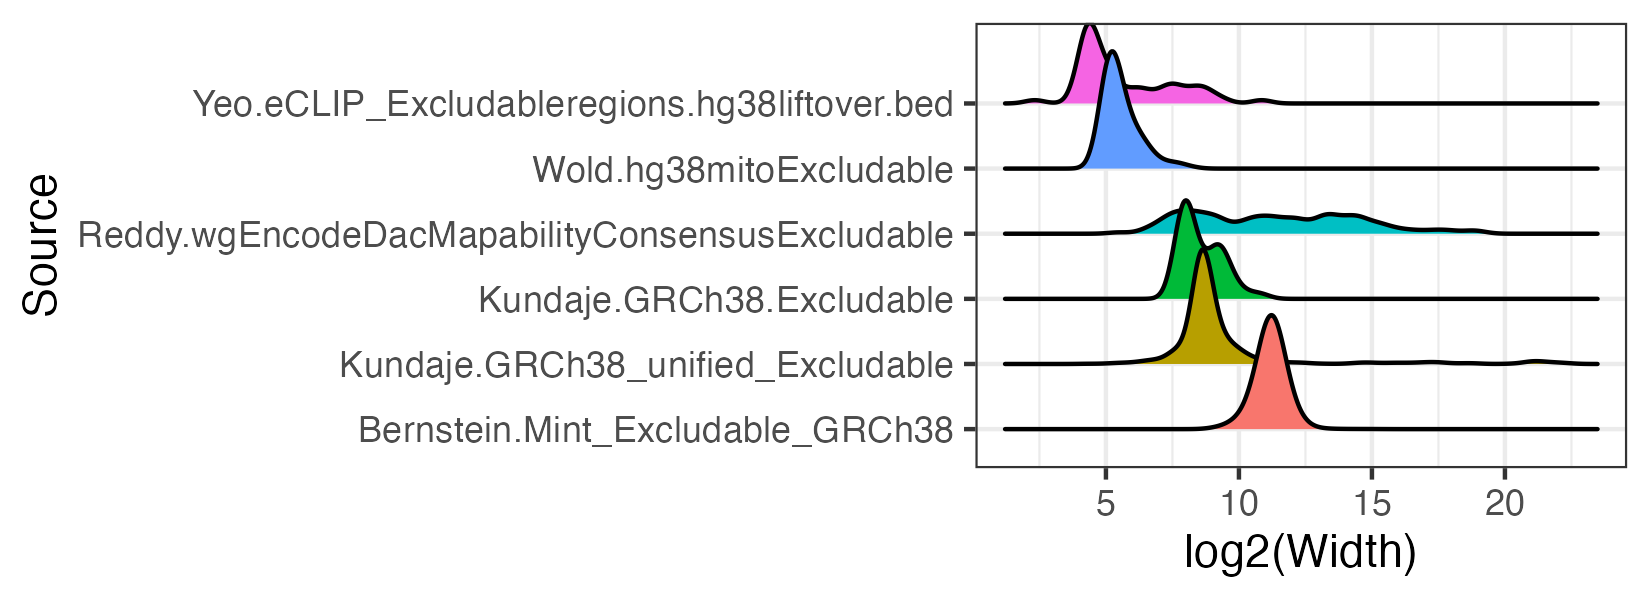 Source
Yeo.eCLIP_Excludableregions.hg38liftover.bed
Wold.hg38mitoExcludable
Reddy.wgEncodeDacMapabilityConsensusExcludable
Kundaje.GRCh38.Excludable
Kundaje.GRCh38_unified_Excludable
Bernstein.Mint_Excludable_GRCh38
5 10 15 20
log2(Width)